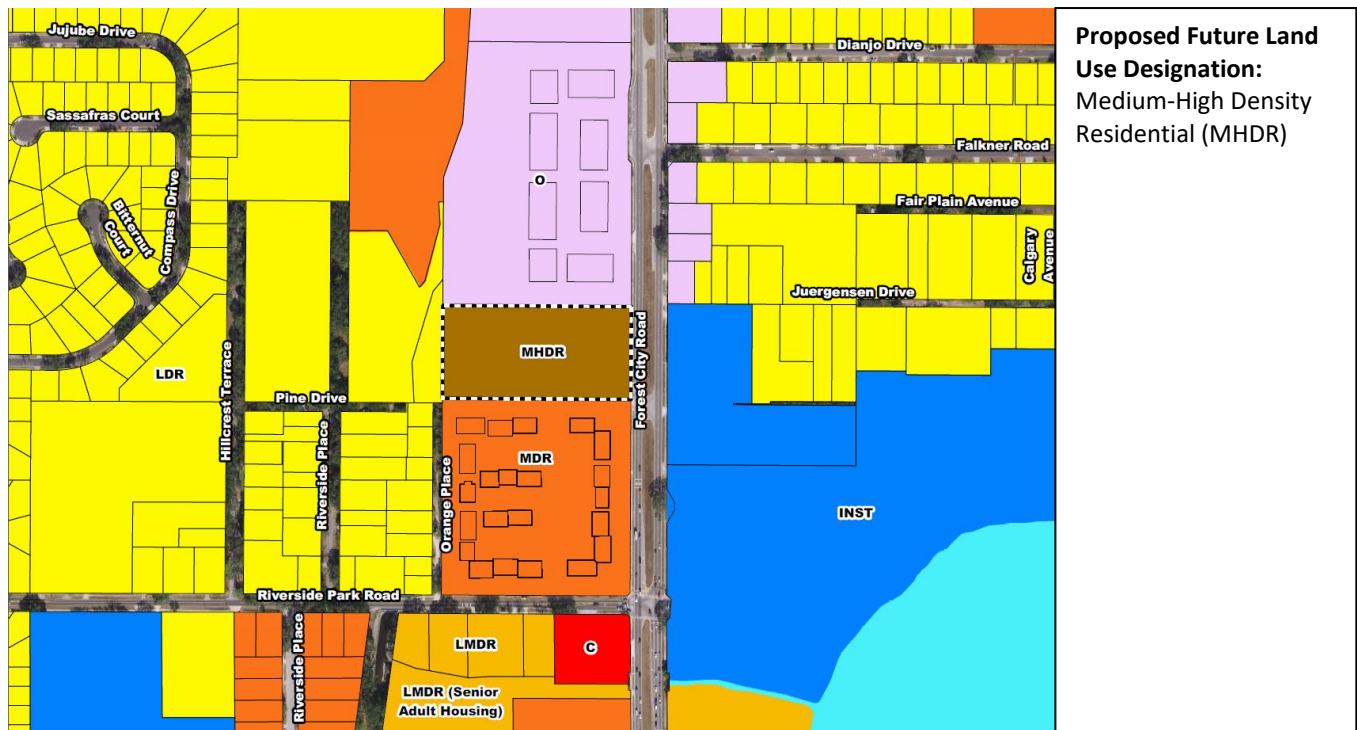 Jujube Drive
Sassafras Court
Bitternut
Court
Compass Drive
LDR
Hillcrest Terrace
Pine Drive
Riverside Place
Orange Place
Riverside Park Road
Riverside Place
O
MHDR
MDR
Forest City Road
LMDR
C
LMDR (Senior
Adult Housing)
Dianjo Drive
Falkner Road
Fair Plain Avenue
Calgary
Avenue
Juergensen Drive
INST
Proposed Future Land
Use Designation:
Medium-High Density
Residential (MHDR)